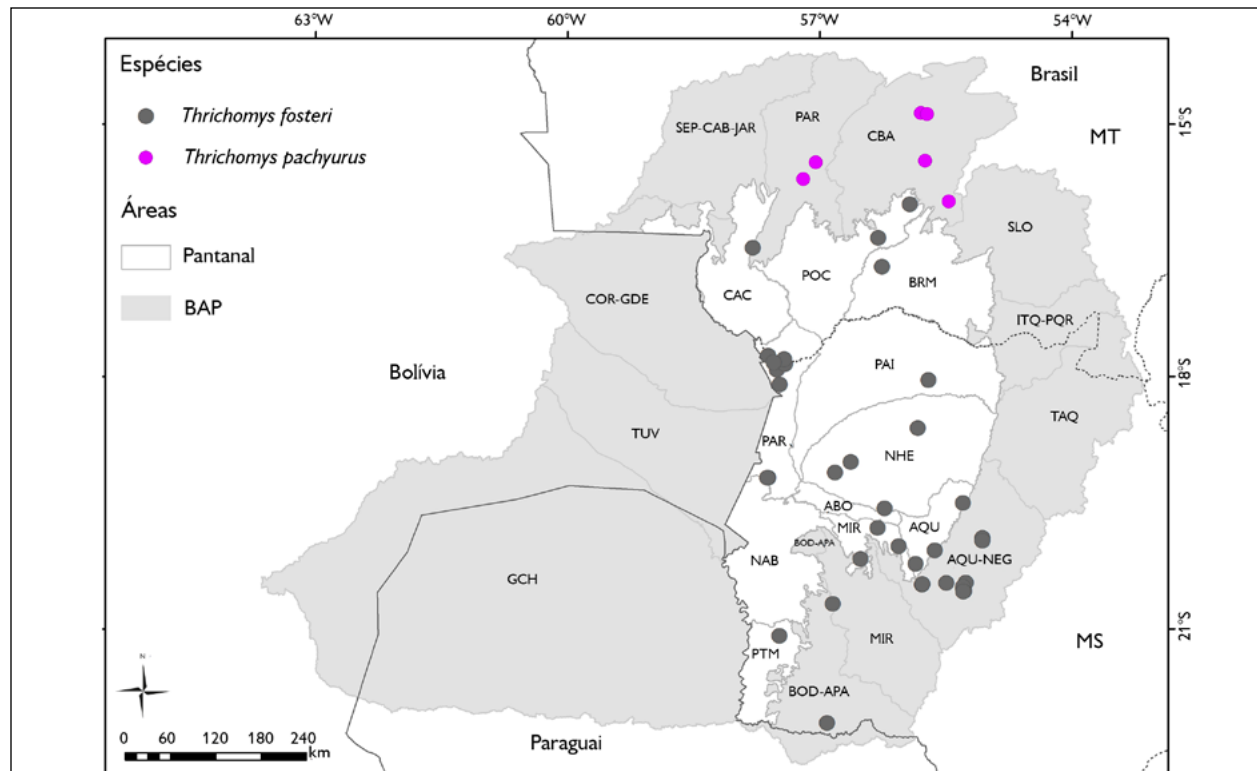 63°W 60°W 57°W 54°W
Espécies
Thrichomys fosteri
Thrichomys pachyurus
Áreas
Pantanal
BAP
Brasil
MT
15°S
SEP-CAB-JAR
PAR
CBA
SLO
COR-GDE
CAC
POC
BRM
ITQ-PQR
Bolívia
PAI
18°S
TAQ
TUV
PAR
NHE
ABO
MIR
AQU
BOD-APA
AQU-NEG
NAB
GCH
21°S
MIR
MS
PTM
BOD-APA
N
Paraguai
0 60 120 180 240
km